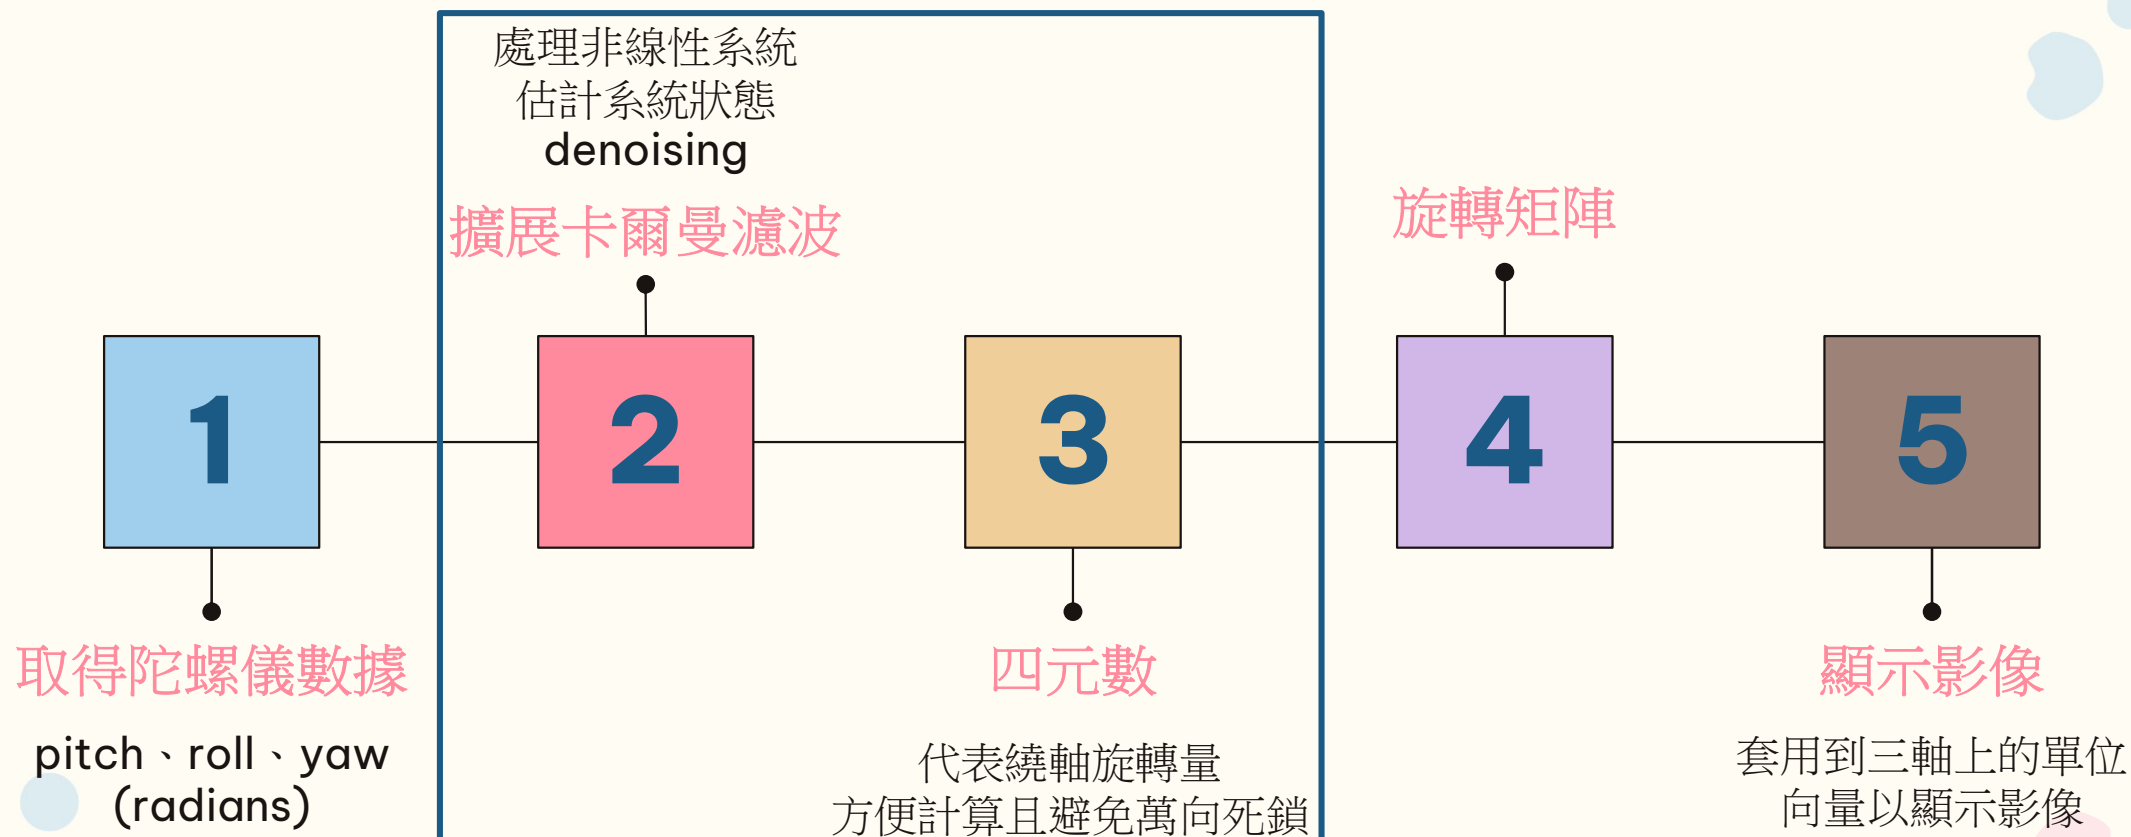 處理非線性系統
估計系統狀態
denoising
擴展卡爾曼濾波
旋轉矩陣
1
2
3
4
5
取得陀螺儀數據
pitch、roll、yaw
(radians)
四元數
代表繞軸旋轉量
方便計算且避免萬向死鎖
顯示影像
套用到三軸上的單位
向量以顯示影像